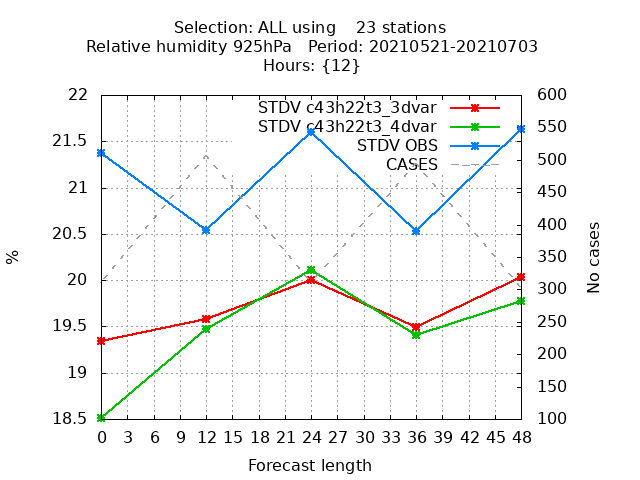 Selection: ALL using    23 stations
Relative humidity 925hPa   Period: 20210521-20210703
Hours: {12}
STDV c43h22t3_3dvar
STDV c43h22t3_4dvar
STDV OBS
CASES
22
21.5
21
20.5
20
19.5
19
18.5
%
600
550
500
450
400
350
300
250
200
150
100
No cases
0 3 6 9 12 15 18 21 24 27 30 33 36 39 42 45 48
Forecast length